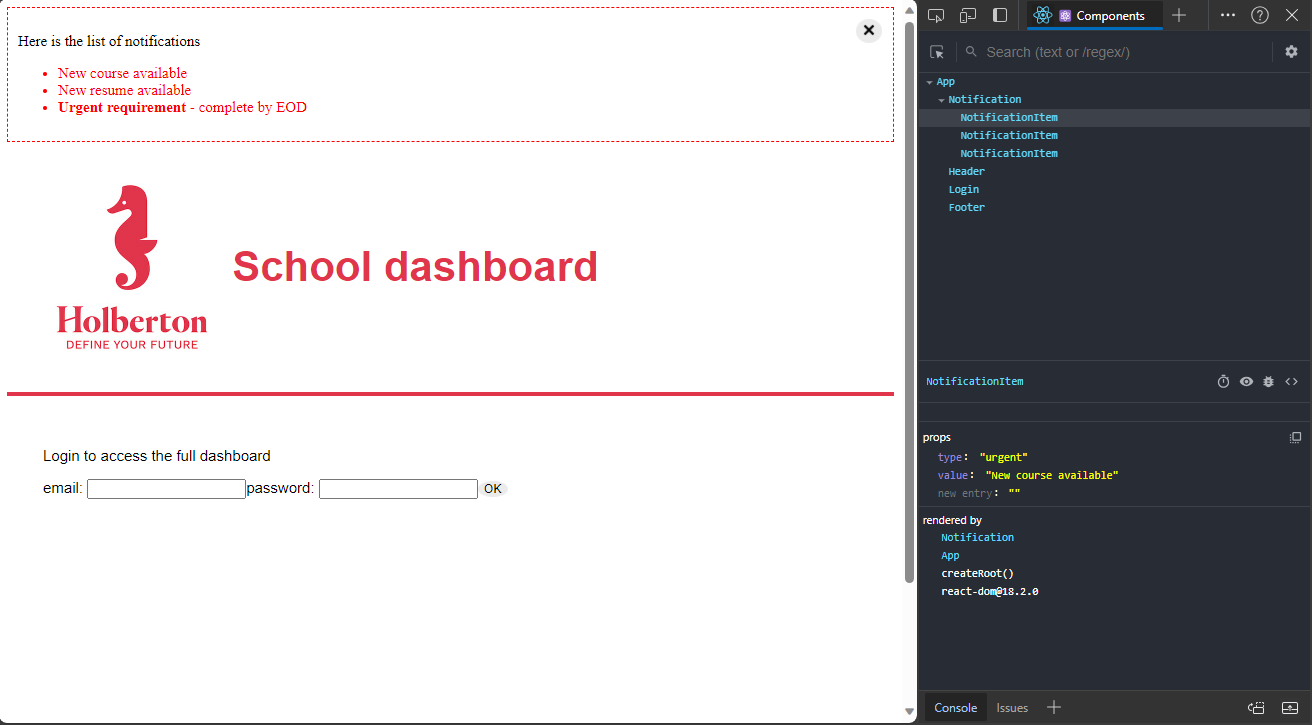 Here is the list of notifications
New course available
New resume available
Urgent requirement - complete by EOD
Holberton
DEFINE YOUR FUTURE
School dashboard
Login to access the full dashboard
email: password: OK
Components
Search (text or /regex/)
App
Notification
NotificationItem
NotificationItem
NotificationItem
Header
Login
Footer
NotificationItem
props
type: "urgent"
value: "New course available"
new entry: ""
rendered by
Notification
App
createRoot()
react-dom@18.2.0
Console Issues